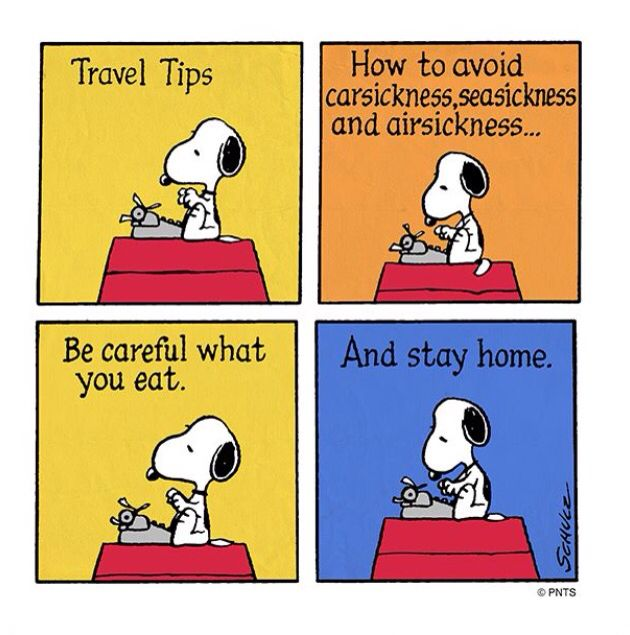 Travel Tips
How to avoid
carsickness,seasickness
and airsickness...
Be careful what
you eat.
And stay home.
SCHULZ
© PNTS